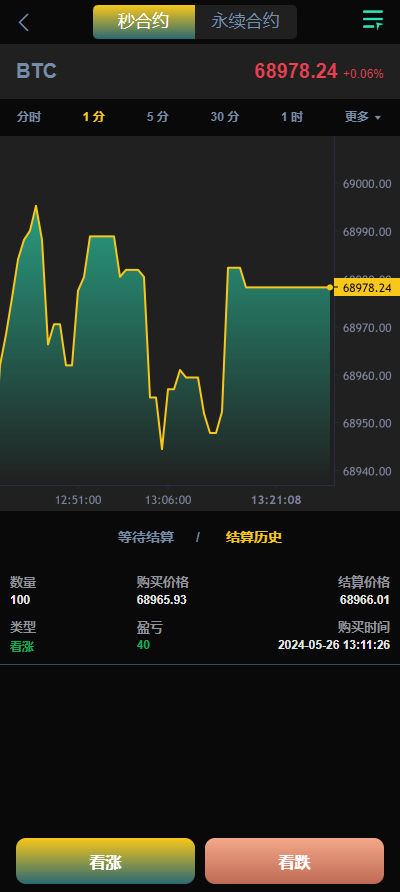 秒合约 永续合约
BTC 68978.24 +0.06%
分时 1 分 5 分 30 分 1 时 更多
69000.00
68990.00
68978.24
68970.00
68960.00
68950.00
68940.00
12:51:00 13:06:00 13:21:08
等待结算 / 结算历史
数量 购买价格 结算价格
100 68965.93 68966.01
类型 盈亏 购买时间
看涨 40 2024-05-26 13:11:26
看涨 看跌